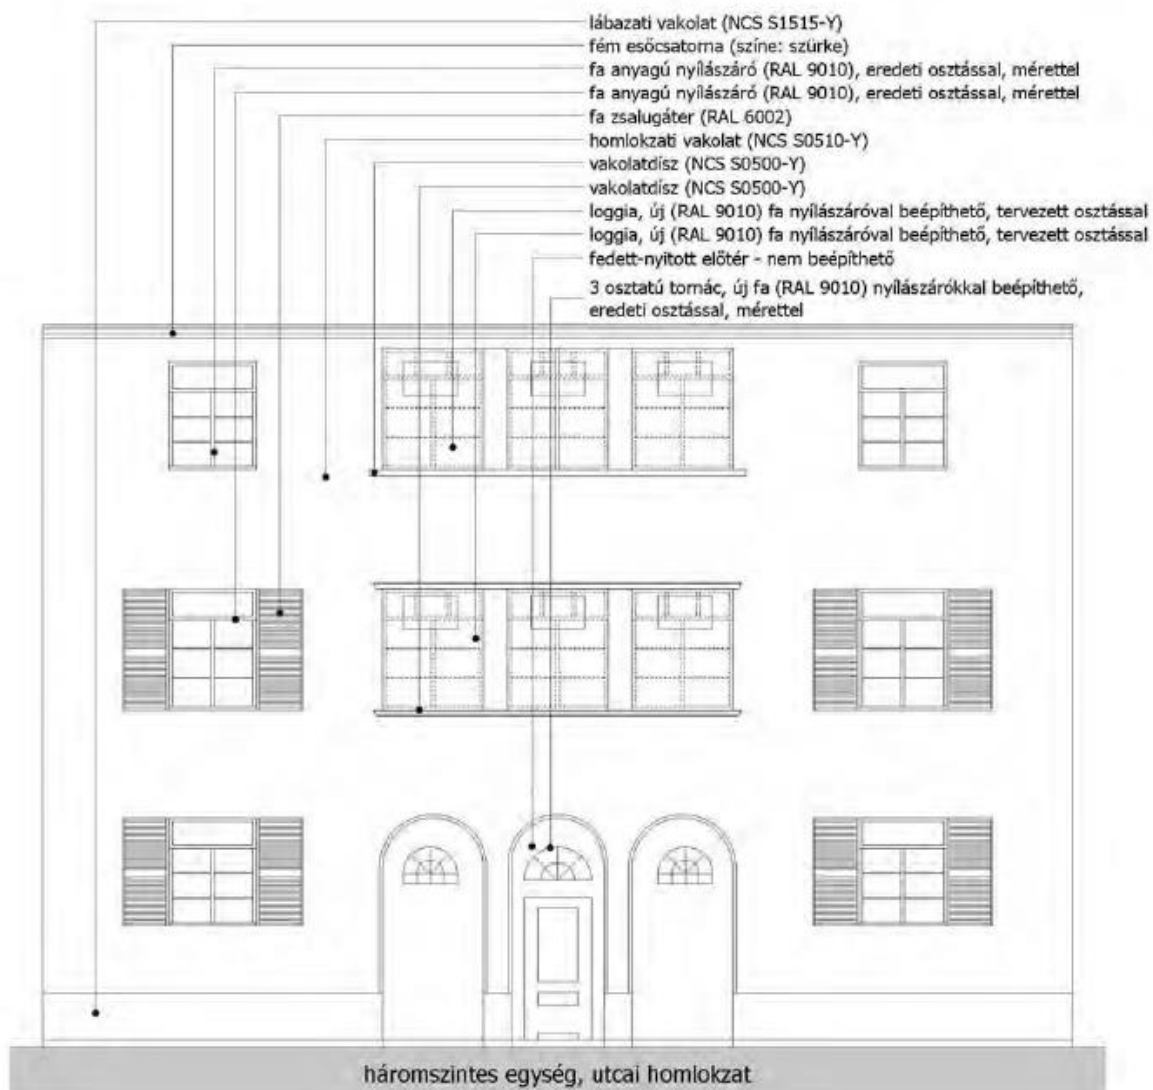 lábazati vakolat (NCS S1515-Y)
fém esőcsatorna (színe: szürke)
fa anyagú nyílászáró (RAL 9010), eredeti osztással, mérettel
fa anyagú nyílászáró (RAL 9010), eredeti osztással, mérettel
fa zsalugáter (RAL 6002)
homlokzati vakolat (NCS S0510-Y)
vakolatdísz (NCS S0500-Y)
vakolatdísz (NCS S0500-Y)
loggia, új (RAL 9010) fa nyílászáróval beépíthető, tervezett osztással
loggia, új (RAL 9010) fa nyílászáróval beépíthető, tervezett osztással
fedett-nyitott előtér - nem beépíthető
3 osztatú tornác, új fa (RAL 9010) nyílászárókkal beépíthető,
eredeti osztással, mérettel
háromszintes egység, utcai homlokzat